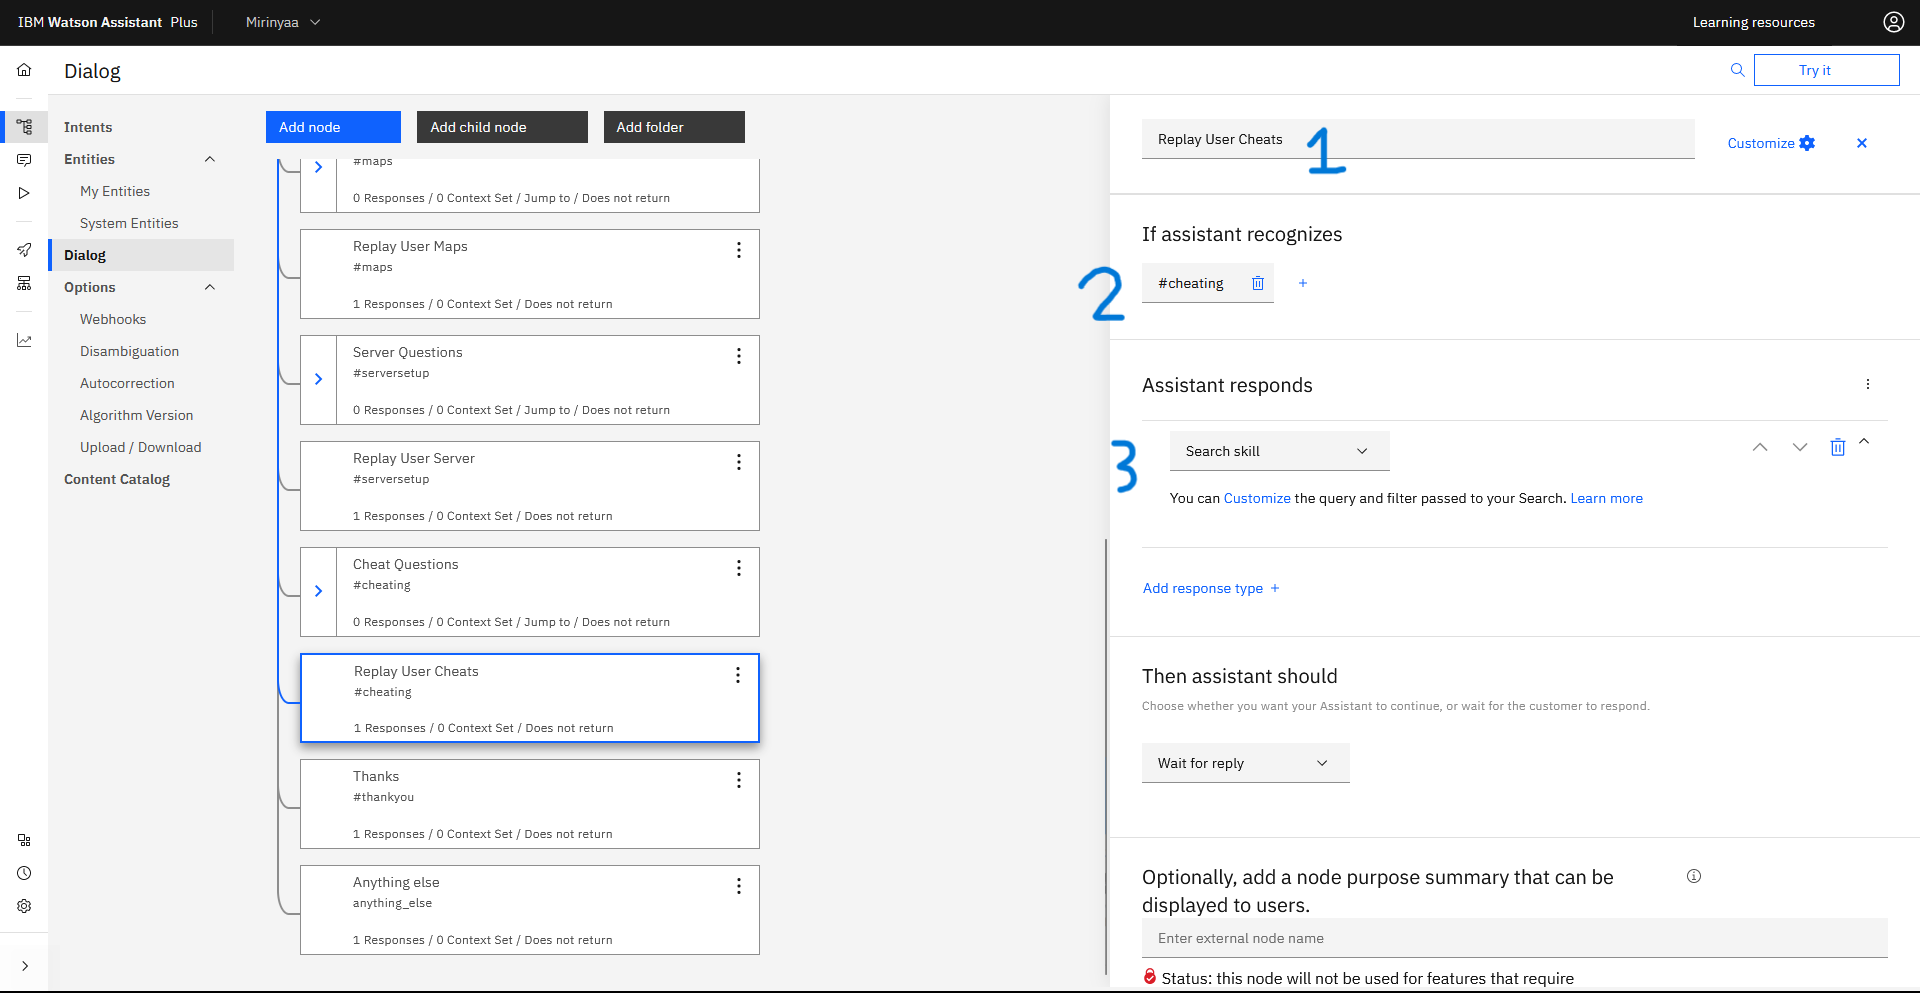 IBM Watson Assistant Plus
Mirinyaa
Learning resources
Dialog
Try it
Intents
Entities
My Entities
System Entities
Dialog
Options
Webhooks
Disambiguation
Autocorrection
Algorithm Version
Upload / Download
Content Catalog
Add node
Add child node
Add folder
#maps
0 Responses / 0 Context Set / Jump to / Does not return
Replay User Maps
#maps
1 Responses / 0 Context Set / Does not return
Server Questions
#serversetup
0 Responses / 0 Context Set / Jump to / Does not return
Replay User Server
#serversetup
1 Responses / 0 Context Set / Does not return
Cheat Questions
#cheating
0 Responses / 0 Context Set / Jump to / Does not return
Replay User Cheats
#cheating
1 Responses / 0 Context Set / Does not return
Thanks
#thankyou
1 Responses / 0 Context Set / Does not return
Anything else
anything_else
1 Responses / 0 Context Set / Does not return
Replay User Cheats
1
Customize
If assistant recognizes
2
#cheating
Assistant responds
3
Search skill
You can Customize the query and filter passed to your Search. Learn more
Add response type +
Then assistant should
Choose whether you want your Assistant to continue, or wait for the customer to respond.
Wait for reply
Optionally, add a node purpose summary that can be
displayed to users.
Enter external node name
Status: this node will not be used for features that require